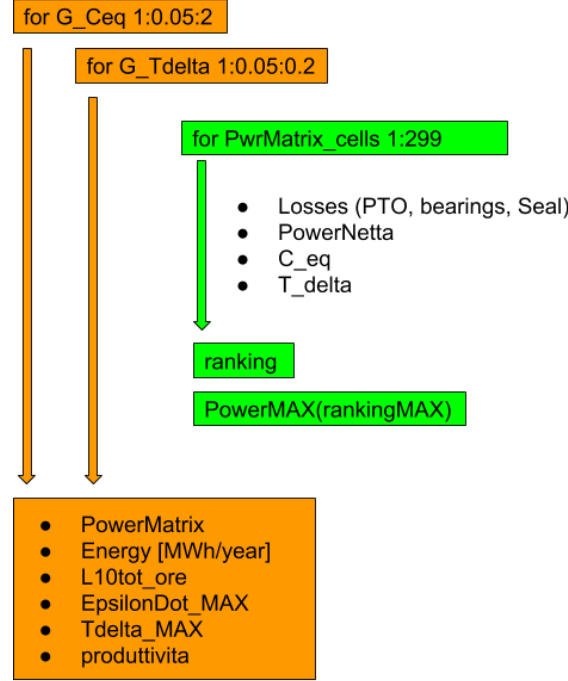 for G_Ceq 1:0.05:2
for G_Tdelta 1:0.05:0.2
for PwrMatrix_cells 1:299
● Losses (PTO, bearings, Seal)
● PowerNetta
● C_eq
● T_delta
ranking
PowerMAX(rankingMAX)
● PowerMatrix
● Energy [MWh/year]
● L10tot_ore
● EpsilonDot_MAX
● Tdelta_MAX
● produttivita